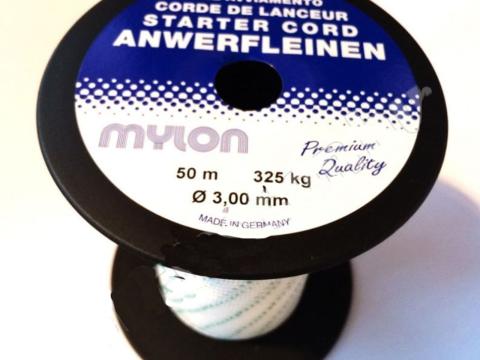 CORDE DE LANCEUR
STARTER CORD
ANWERFLEINEN
mylon
Premium
Quality
50 m 325 kg
Ø 3,00 mm
MADE IN GERMANY